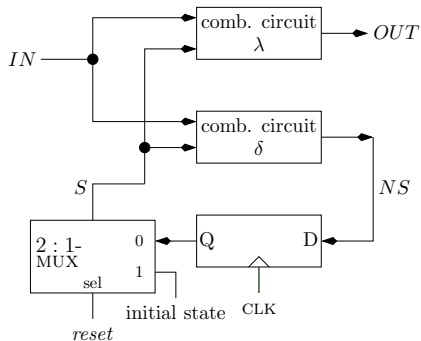 comb. circuit
λ
OUT
IN
comb. circuit
δ
S
NS
2 : 1-
MUX
0
1
sel
Q
D
initial state
CLK
reset